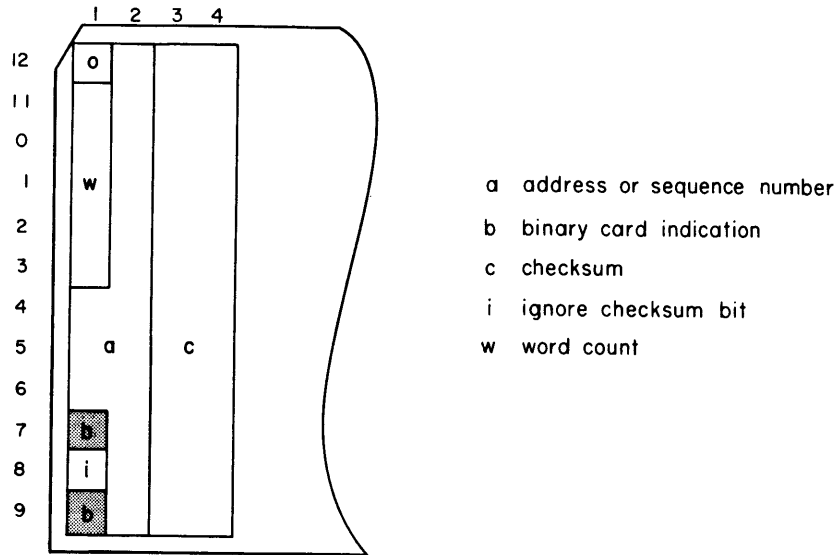 1 2 3 4
12 o
11
0
1 w
2
3
4
5 a c
6
7 b
8 i
9 b
a address or sequence number
b binary card indication
c checksum
i ignore checksum bit
w word count